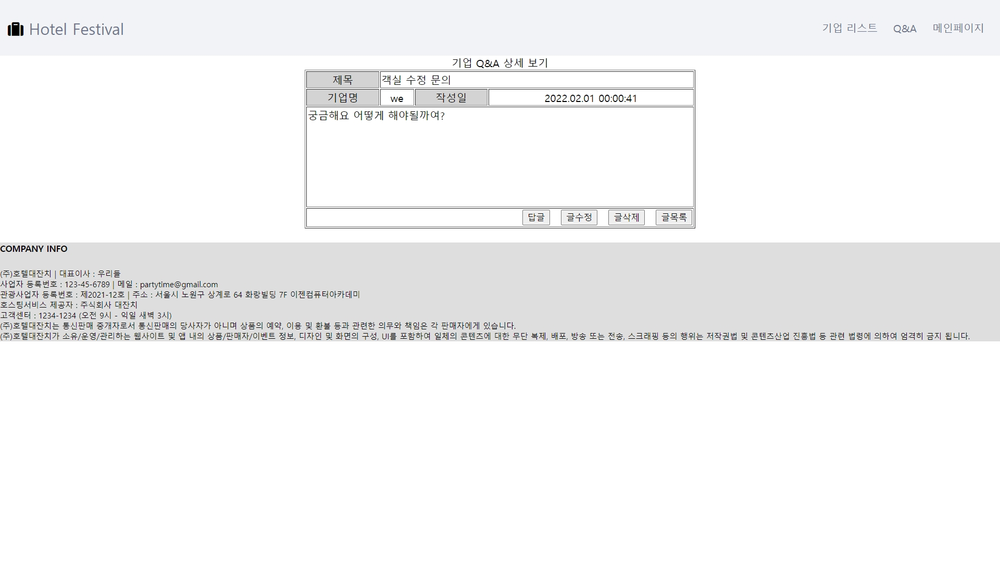 Hotel Festival
기업 리스트 Q&A 메인페이지
기업 Q&A 상세 보기
제목 객실 수정 문의
기업명 we 작성일 2022.02.01 00:00:41
궁금해요 어떻게 해야될까여?
답글 글수정 글삭제 글목록
COMPANY INFO
(주)호텔대잔치 | 대표이사 : 우리들
사업자 등록번호 : 123-45-6789 | 메일 : partytime@gmail.com
관광사업자 등록번호 : 제2021-12호 | 주소 : 서울시 노원구 상계로 64 화랑빌딩 7F 이젠컴퓨터아카데미
호스팅서비스 제공자 : 주식회사 대잔치
고객센터 : 1234-1234 (오전 9시 - 익일 새벽 3시)
(주)호텔대잔치는 통신판매 중개자로서 통신판매의 당사자가 아니며 상품의 예약, 이용 및 환불 등과 관련한 의무와 책임은 각 판매자에게 있습니다.
(주)호텔대잔치가 소유/운영/관리하는 웹사이트 및 앱 내의 상품/판매자/이벤트 정보, 디자인 및 화면의 구성, UI를 포함하여 일체의 콘텐츠에 대한 무단 복제, 배포, 방송 또는 전송, 스크래핑 등의 행위는 저작권법 및 콘텐츠산업 진흥법 등 관련 법령에 의하여 엄격히 금지 됩니다.